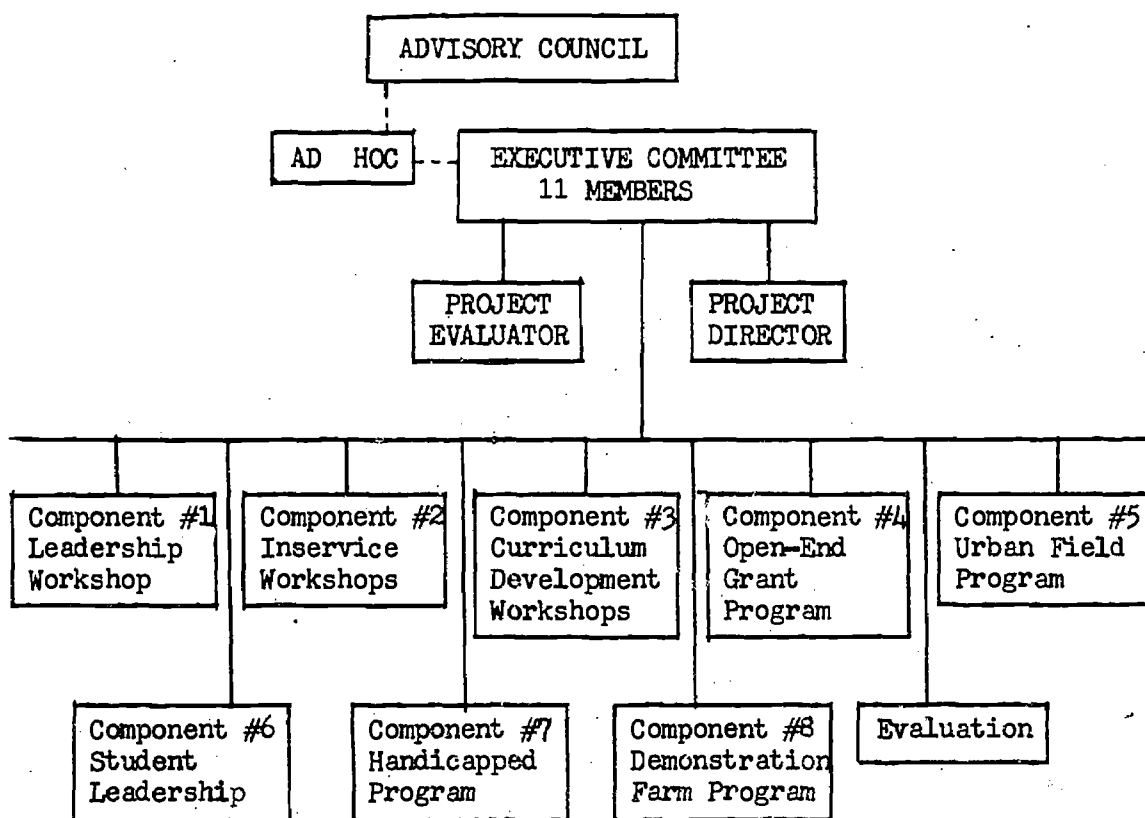 ADVISORY COUNCIL
AD HOC
EXECUTIVE COMMITTEE
11 MEMBERS
PROJECT
EVALUATOR
PROJECT
DIRECTOR
Component #1
Leadership
Workshop
Component #2
Inservice
Workshops
Component #3
Curriculum
Development
Workshops
Component #4
Open-End
Grant
Program
Component #5
Urban Field
Program
Component #6
Student
Leadership
Component #7
Handicapped
Program
Component #8
Demonstration
Farm Program
Evaluation